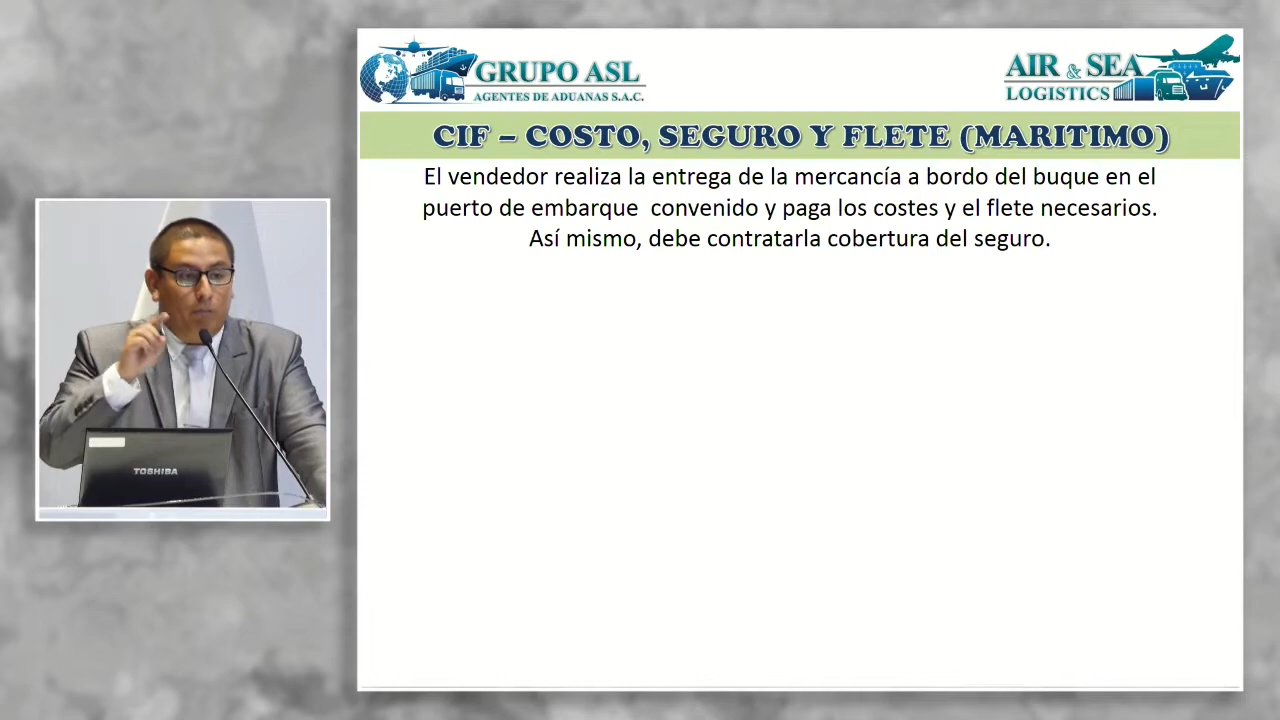 GRUPO ASL
AGENTES DE ADUANAS S.A.C.
AIR & SEA
LOGISTICS
CIF – COSTO, SEGURO Y FLETE (MARITIMO)
El vendedor realiza la entrega de la mercancía a bordo del buque en el
puerto de embarque convenido y paga los costes y el flete necesarios.
Así mismo, debe contratarla cobertura del seguro.
TOSHIBA